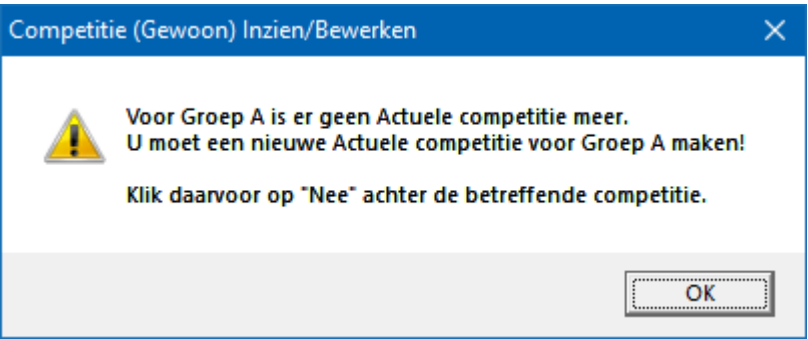 Competitie (Gewoon) Inzien/Bewerken
Voor Groep A is er geen Actuele competitie meer.
U moet een nieuwe Actuele competitie voor Groep A maken!
Klik daarvoor op "Nee" achter de betreffende competitie.
OK